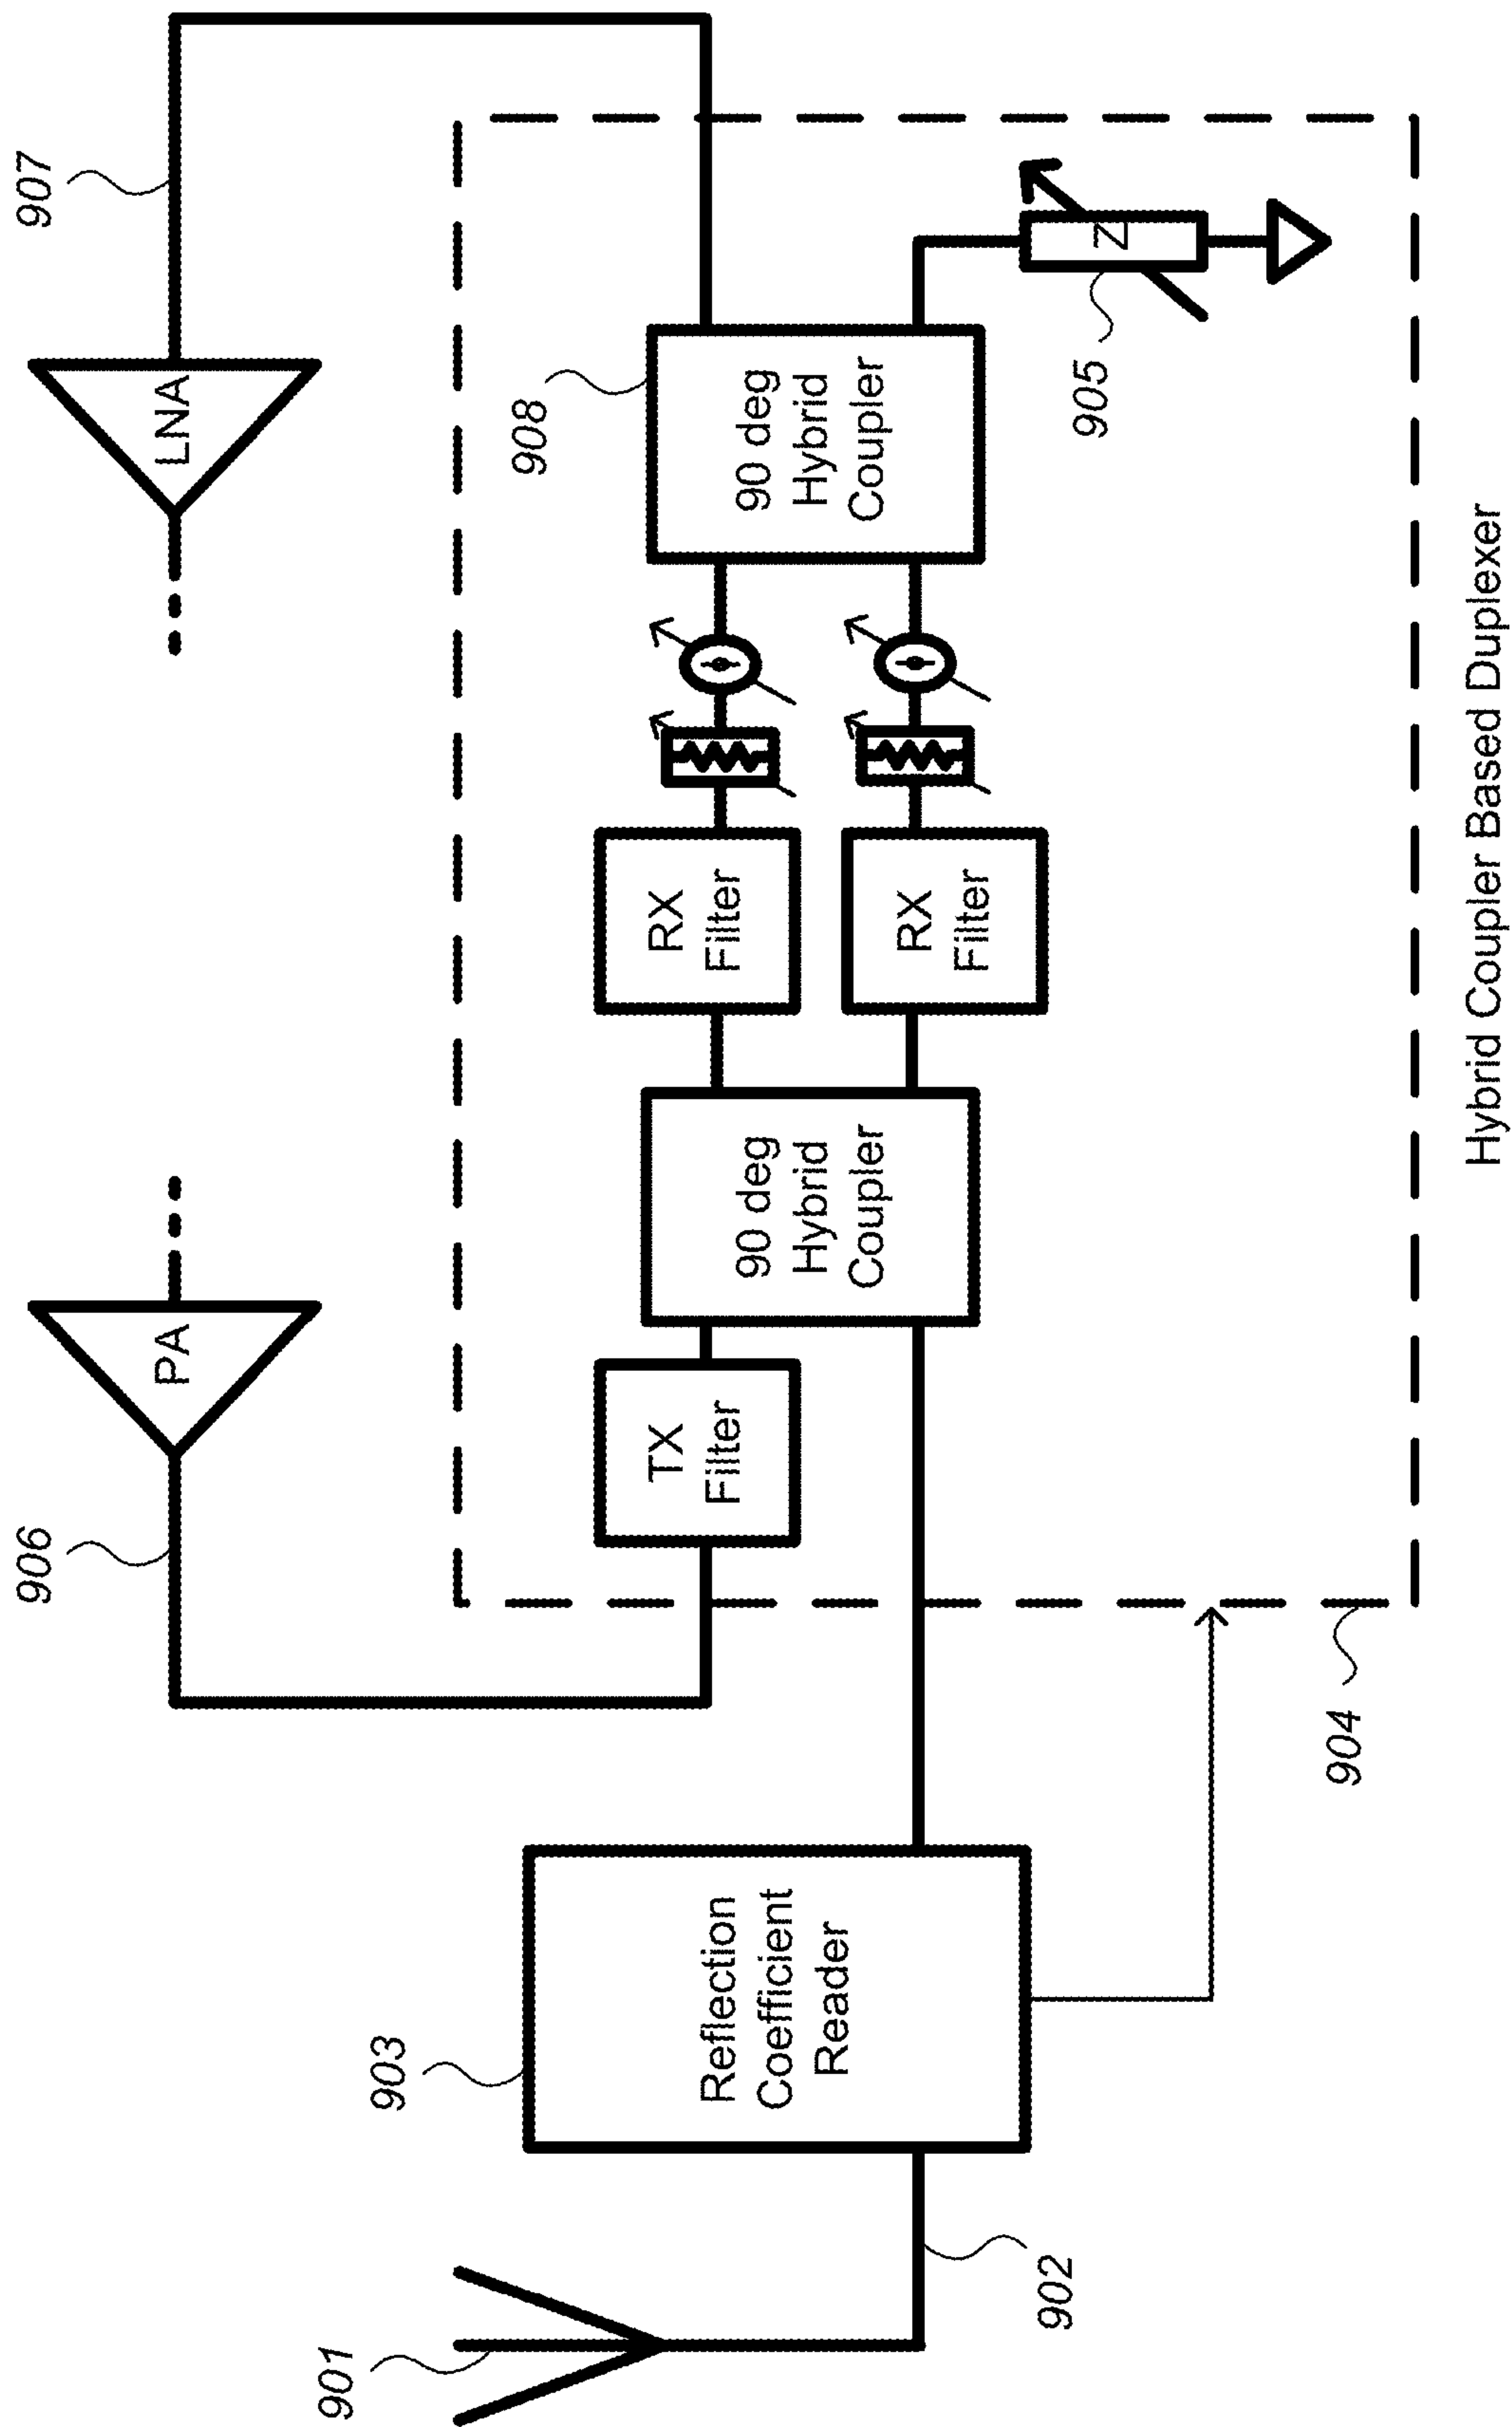 906
PA
LNA
907
901
902
903
Reflection
Coefficient
Reader
TX
Filter
90 deg
Hybrid
Coupler
RX
Filter
RX
Filter
908
90 deg
Hybrid
Coupler
Z
905
904
Hybrid Coupler Based Duplexer